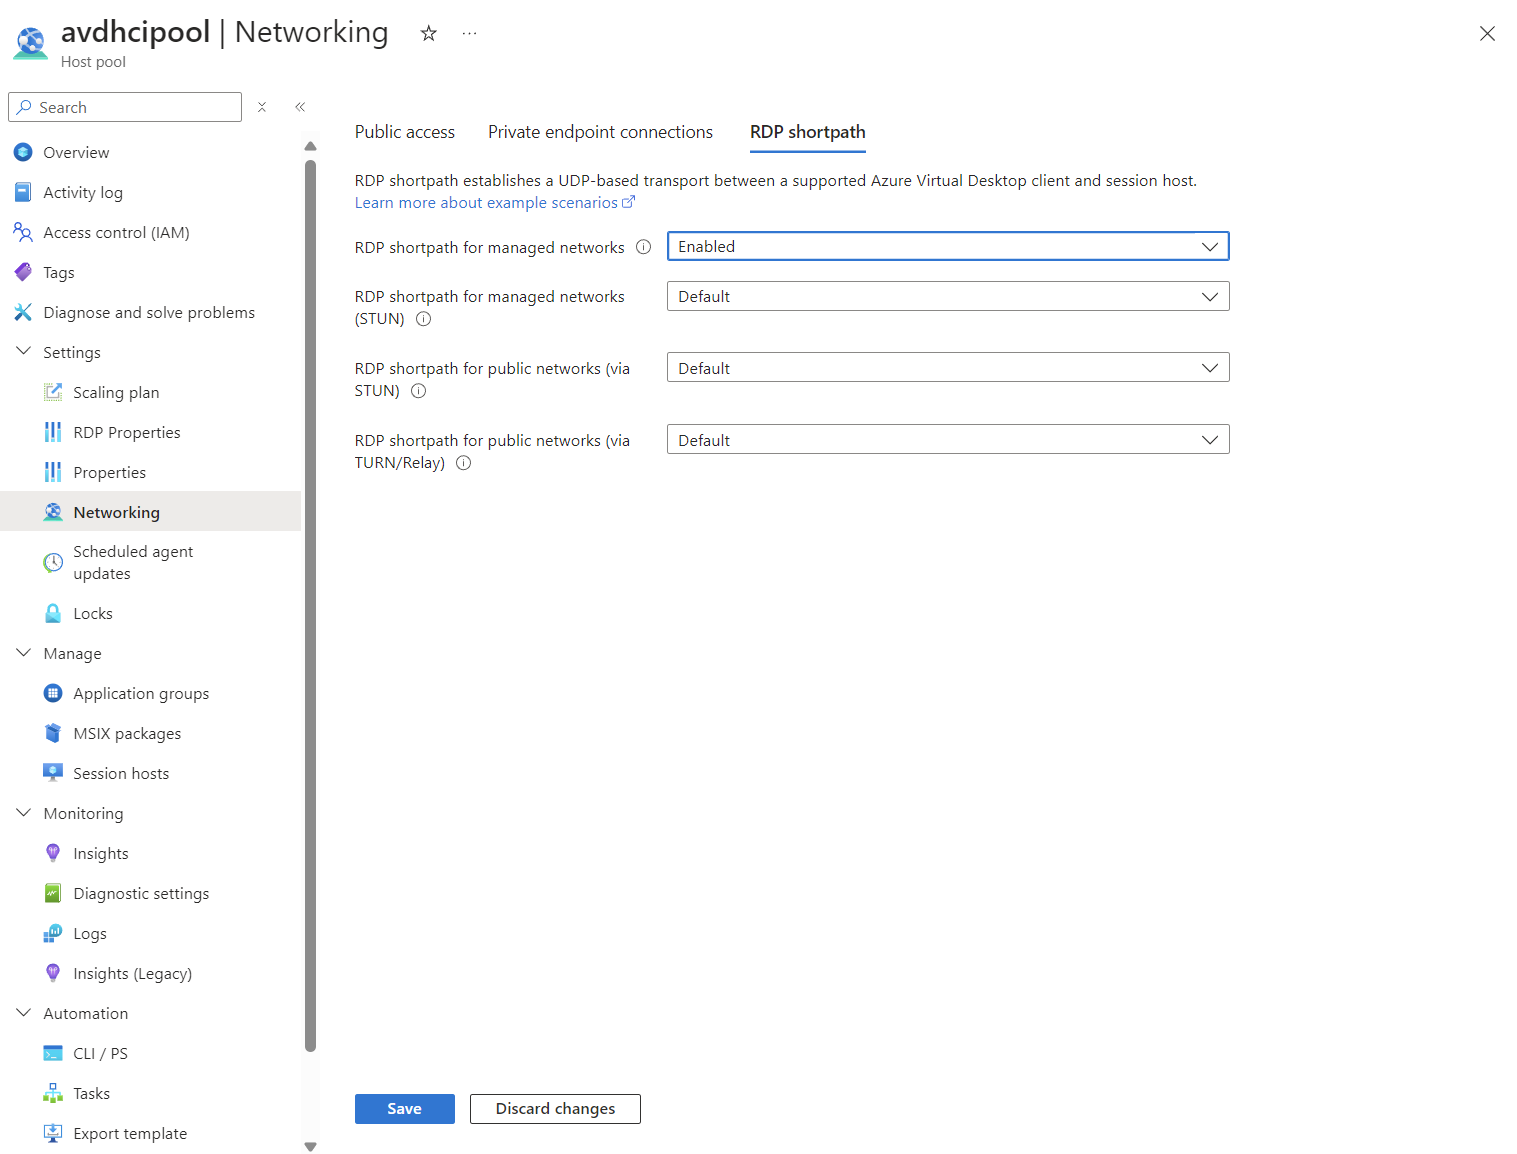 avdhcipool | Networking
Host pool
Search
Overview
Activity log
Access control (IAM)
Tags
Diagnose and solve problems
Settings
Scaling plan
RDP Properties
Properties
Networking
Scheduled agent
updates
Locks
Manage
Application groups
MSIX packages
Session hosts
Monitoring
Insights
Diagnostic settings
Logs
Insights (Legacy)
Automation
CLI / PS
Tasks
Export template
Public access
Private endpoint connections
RDP shortpath
RDP shortpath establishes a UDP-based transport between a supported Azure Virtual Desktop client and session host.
Learn more about example scenarios
RDP shortpath for managed networks
Enabled
RDP shortpath for managed networks
(STUN)
Default
RDP shortpath for public networks (via
STUN)
Default
RDP shortpath for public networks (via
TURN/Relay)
Default
Save
Discard changes